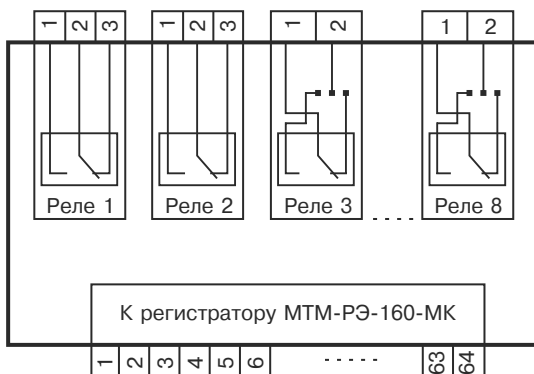 1 2 3 1 2 3 1 2 1 2
Реле 1 Реле 2 Реле 3 ..... Реле 8
К регистратору МТМ-РЭ-160-МК
1 2 3 4 5 6 ..... 63 64